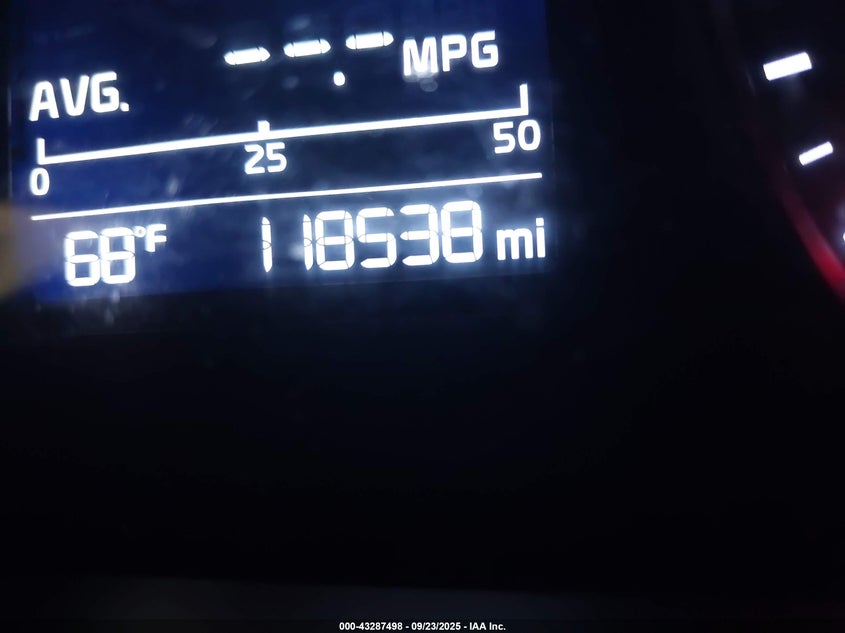 --.- MPG
AVG.
0 25 50
68°F 118538 mi
000-43287498 - 09/23/2025 - IAA Inc.